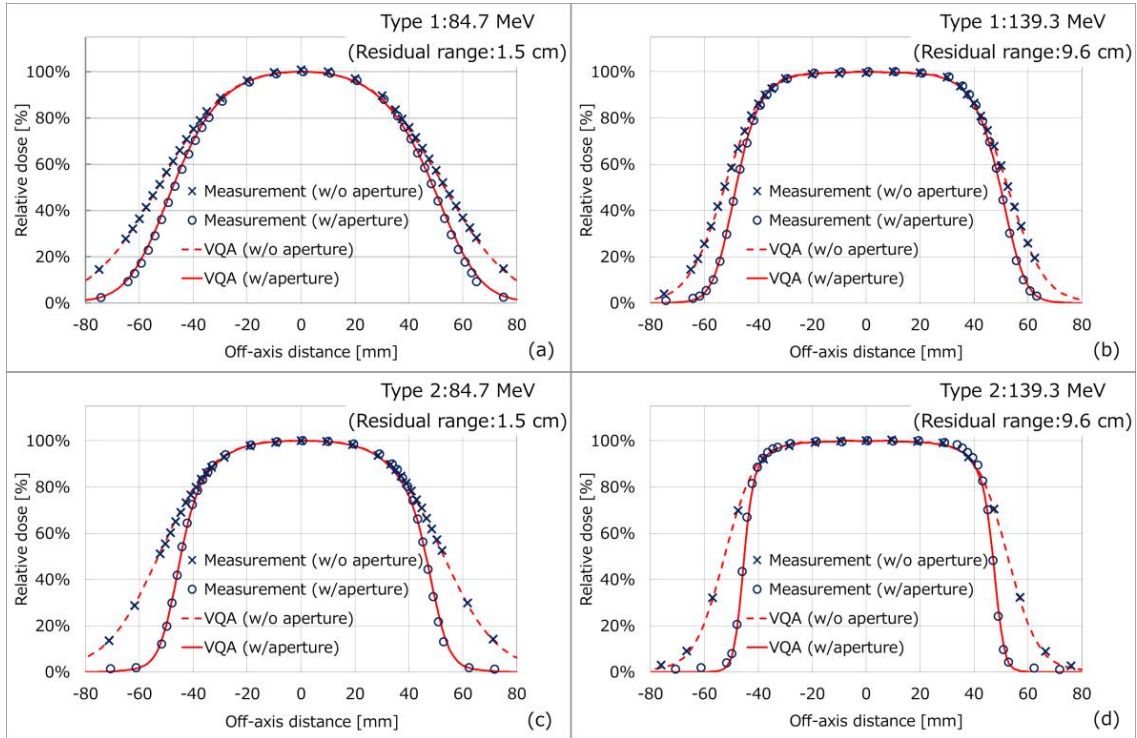 Type 1:84.7 MeV
(Residual range:1.5 cm)
Relative dose [%]
100%
80%
60%
40%
20%
0%
× Measurement (w/o aperture)
○ Measurement (w/aperture)
VQA (w/o aperture)
VQA (w/aperture)
-80 -60 -40 -20 0 20 40 60 80
Off-axis distance [mm]
(a)
Type 1:139.3 MeV
(Residual range:9.6 cm)
Relative dose [%]
100%
80%
60%
40%
20%
0%
× Measurement (w/o aperture)
○ Measurement (w/aperture)
VQA (w/o aperture)
VQA (w/aperture)
-80 -60 -40 -20 0 20 40 60 80
Off-axis distance [mm]
(b)
Type 2:84.7 MeV
(Residual range:1.5 cm)
Relative dose [%]
100%
80%
60%
40%
20%
0%
× Measurement (w/o aperture)
○ Measurement (w/aperture)
VQA (w/o aperture)
VQA (w/aperture)
-80 -60 -40 -20 0 20 40 60 80
Off-axis distance [mm]
(c)
Type 2:139.3 MeV
(Residual range:9.6 cm)
Relative dose [%]
100%
80%
60%
40%
20%
0%
× Measurement (w/o aperture)
○ Measurement (w/aperture)
VQA (w/o aperture)
VQA (w/aperture)
-80 -60 -40 -20 0 20 40 60 80
Off-axis distance [mm]
(d)